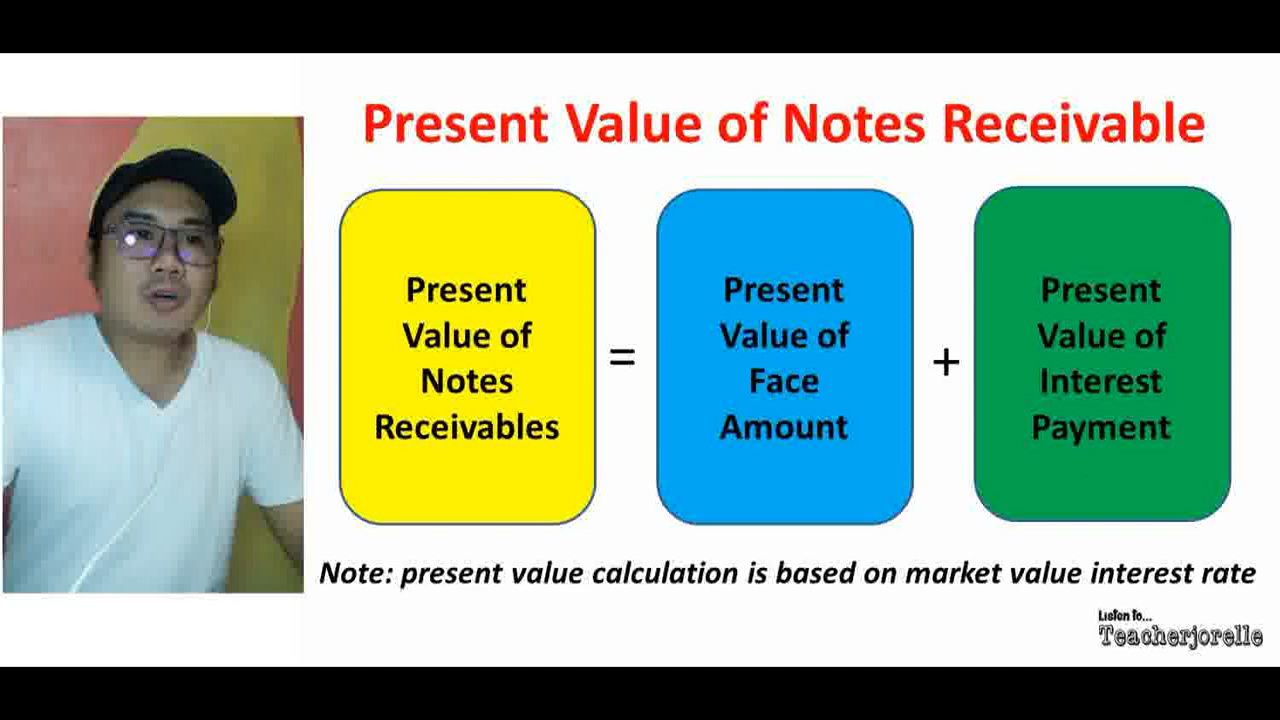 Present Value of Notes Receivable
Present
Value of
Notes
Receivables
=
Present
Value of
Face
Amount
+
Present
Value of
Interest
Payment
Note: present value calculation is based on market value interest rate
Listen to...
Teacherjorelle